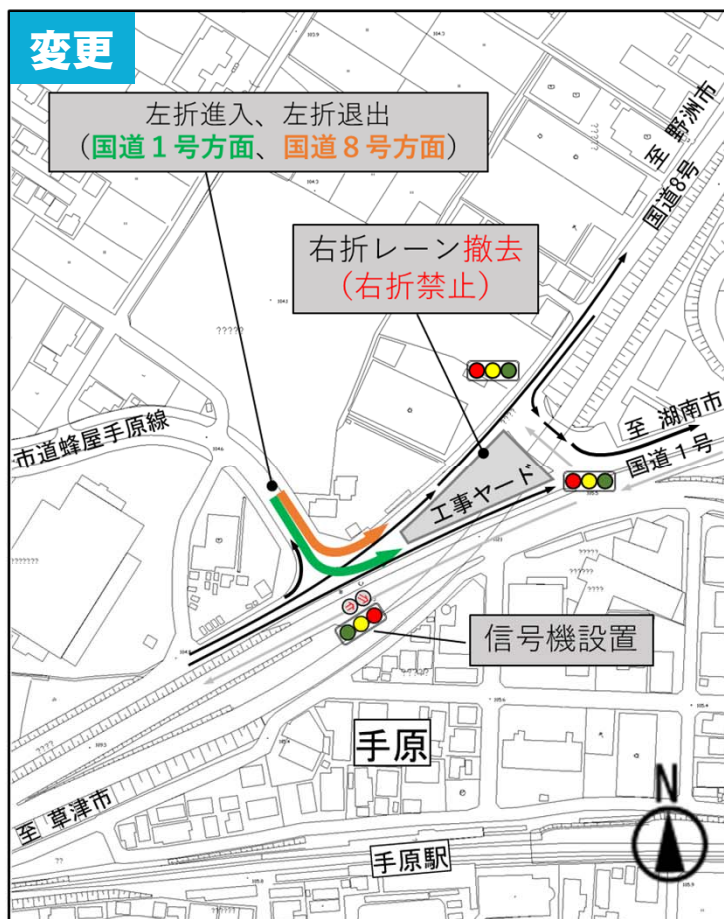 変更
左折進入、左折退出
（国道１号方面、国道８号方面）
至 野洲市
国道8号
右折レーン撤去
（右折禁止）
市道蜂屋手原線
至 湖南市
国道１号
工事ヤード
信号機設置
手原
至 草津市
手原駅
N